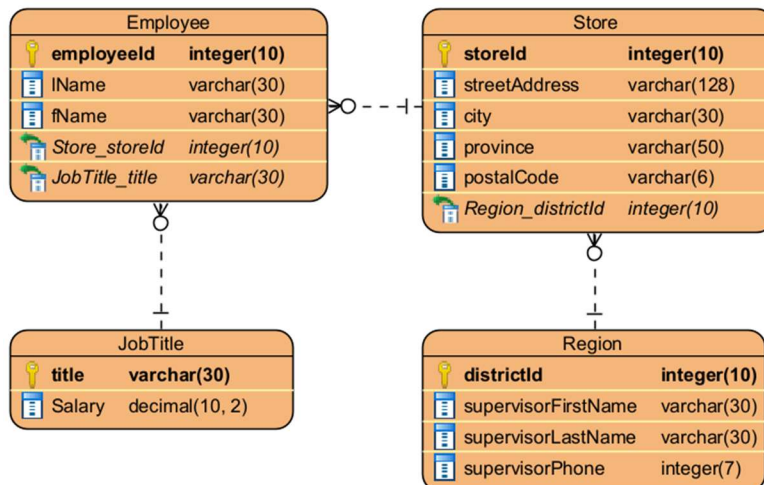 Employee
employeeId integer(10)
lName varchar(30)
fName varchar(30)
Store_storeId integer(10)
JobTitle_title varchar(30)
Store
storeId integer(10)
streetAddress varchar(128)
city varchar(30)
province varchar(50)
postalCode varchar(6)
Region_districtId integer(10)
JobTitle
title varchar(30)
Salary decimal(10, 2)
Region
districtId integer(10)
supervisorFirstName varchar(30)
supervisorLastName varchar(30)
supervisorPhone integer(7)